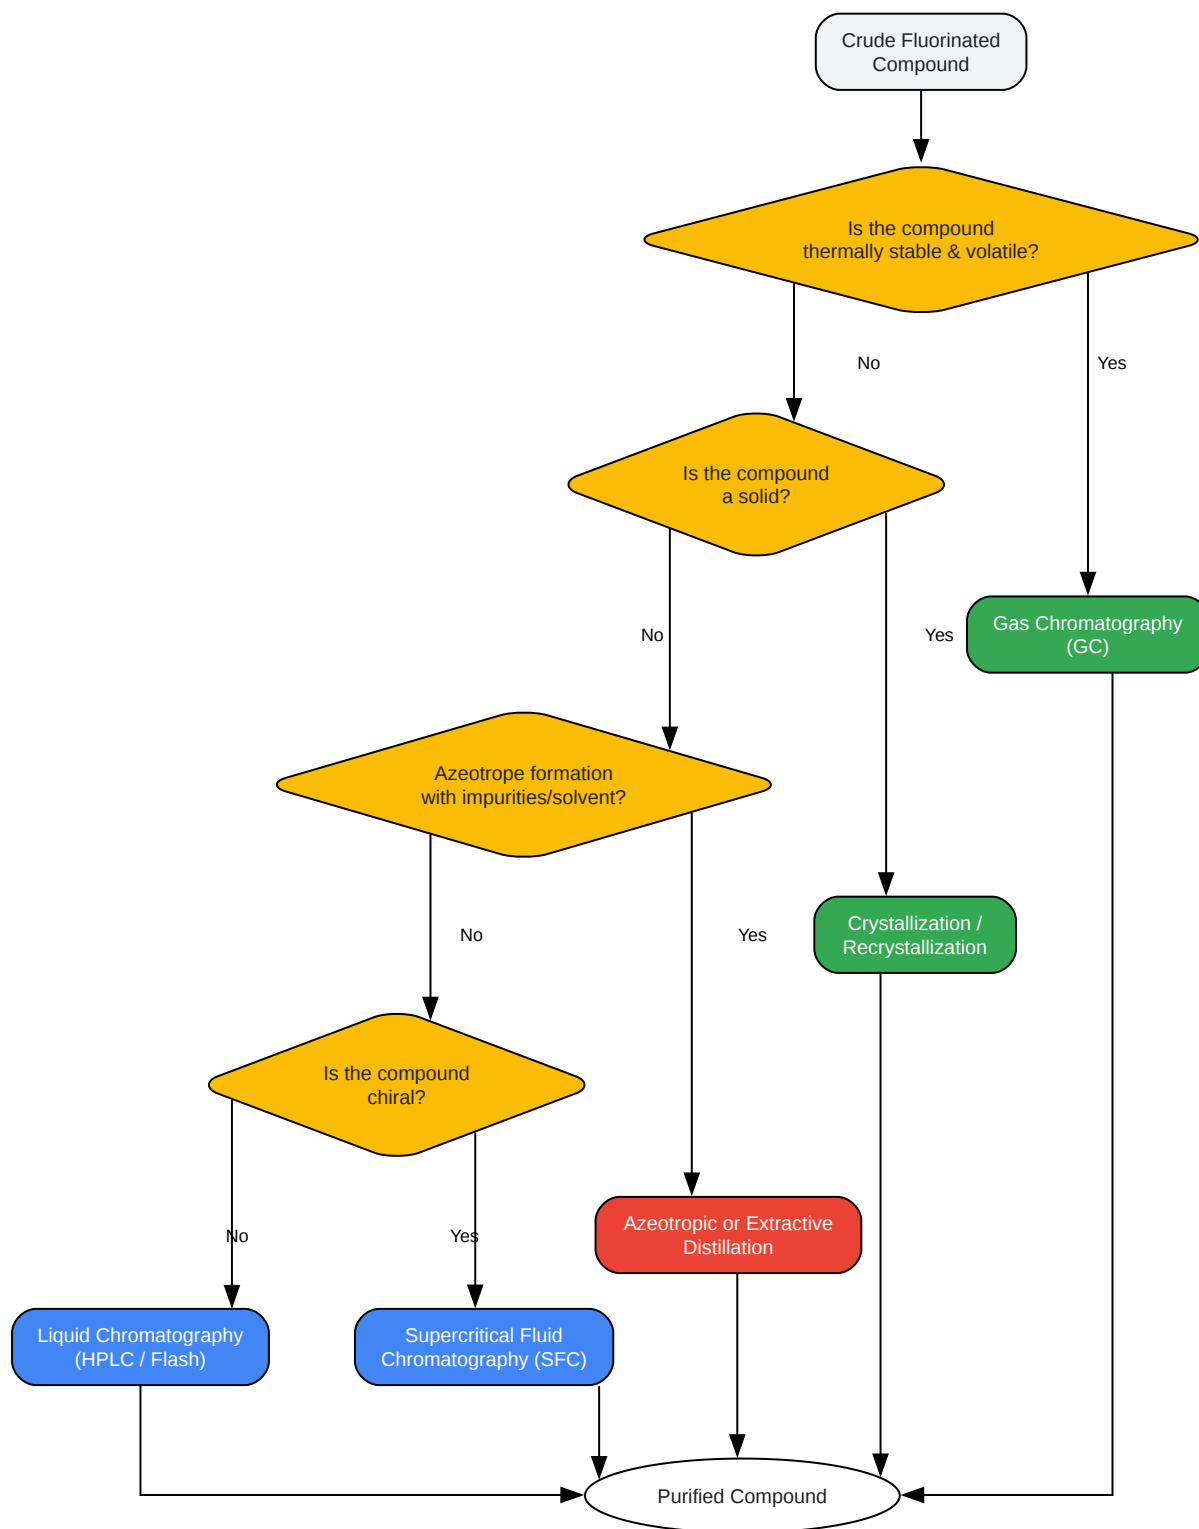 Crude Fluorinated
Compound
Is the compound
thermally stable & volatile?
No
Yes
Is the compound
a solid?
Gas Chromatography
(GC)
No
Yes
Azeotrope formation
with impurities/solvent?
Crystallization /
Recrystallization
No
Yes
Is the compound
chiral?
Azeotropic or Extractive
Distillation
No
Yes
Liquid Chromatography
(HPLC / Flash)
Supercritical Fluid
Chromatography (SFC)
Purified Compound